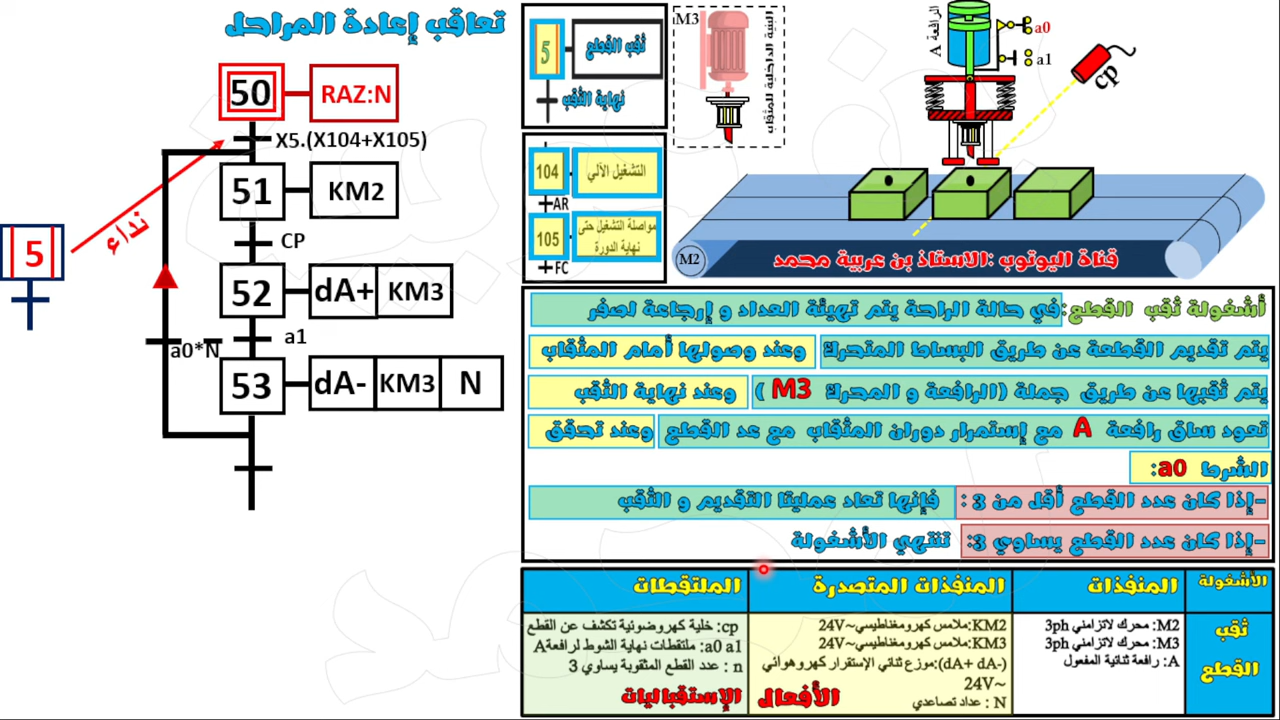 تعاقب إعادة المراحل
50
RAZ:N
X5.(X104+X105)
51
KM2
CP
52
dA+
KM3
a1
53
dA-
KM3
N
a0*N
5
نداء
5
ثقب القطع
نهاية الثقب
104
التشغيل الآلي
AR
105
مواصلة التشغيل حتى
نهاية الدورة
FC
M3
البنية الداخلية للمثقاب
الرافعة A
a0
a1
cp
M2
قناة اليوتوب :الاستاذ بن عربية محمد
أشغولة ثقب القطع:في حالة الراحة يتم تهيئة العداد و إرجاعة لصفر
يتم تقديم القطعة عن طريق البساط المتحرك وعند وصولها أمام المثقاب
يتم ثقبها عن طريق جملة (الرافعة و المحرك M3 ) وعند نهاية الثقب
تعود ساق رافعة A مع إستمرار دوران المثقاب مع عد القطع وعند تحقق
الشرط a0:
-إذا كان عدد القطع أقل من 3 : فإنها تعاد عمليتا التقديم و الثقب
-إذا كان عدد القطع يساوي 3: تنتهي الأشغولة
الأشغولة
المنفذات
المنفذات المتصدرة
الملتقطات
ثقب
القطع
M2: محرك لاتزامني 3ph
M3: محرك لاتزامني 3ph
A: رافعة ثنائية المفعول
KM2:ملامس كهرومغناطيسي~24V
KM3:ملامس كهرومغناطيسي~24V
(dA+ dA-):موزع ثنائي الإستقرار كهروهوائي
24V~
N : عداد تصاعدي
الأفعال
cp: خلية كهروضوئية تكشف عن القطع
a0 a1: ملتقطات نهاية الشوط لرافعةA
n : عدد القطع المثقوبة يساوي 3
الإستقباليات